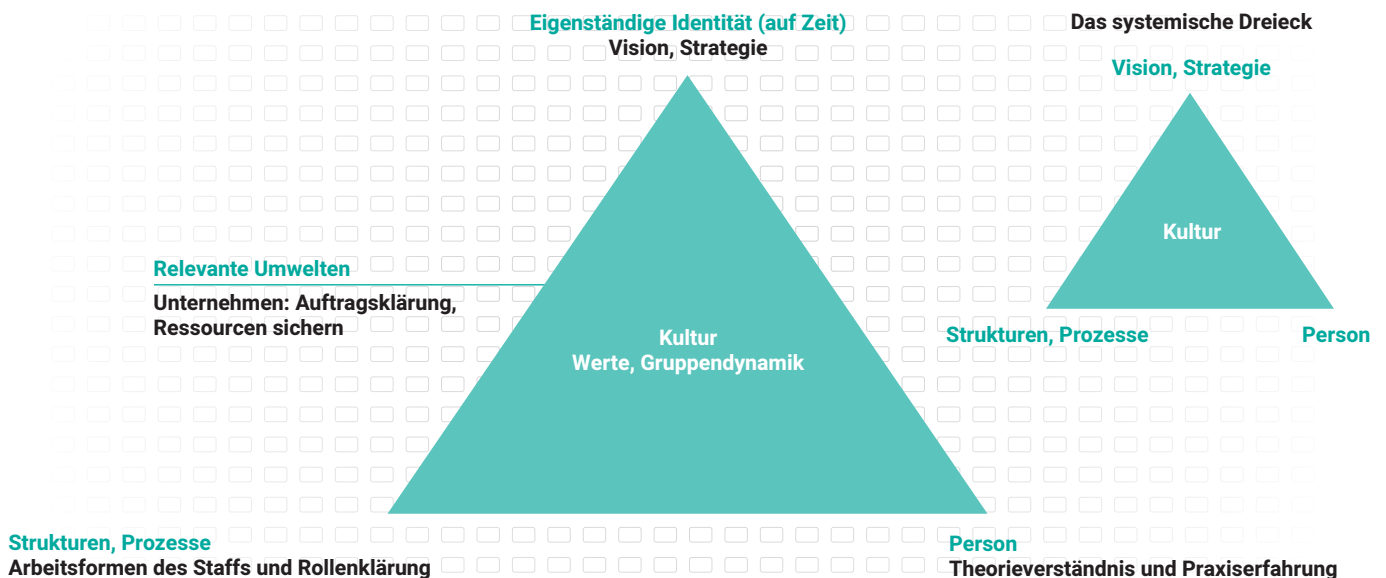 Eigenständige Identität (auf Zeit)
Vision, Strategie
Relevante Umwelten
Unternehmen: Auftragsklärung,
Ressourcen sichern
Kultur
Werte, Gruppendynamik
Strukturen, Prozesse
Arbeitsformen des Staffs und Rollenklärung
Person
Theorieverständnis und Praxiserfahrung
Das systemische Dreieck
Vision, Strategie
Kultur
Strukturen, Prozesse
Person